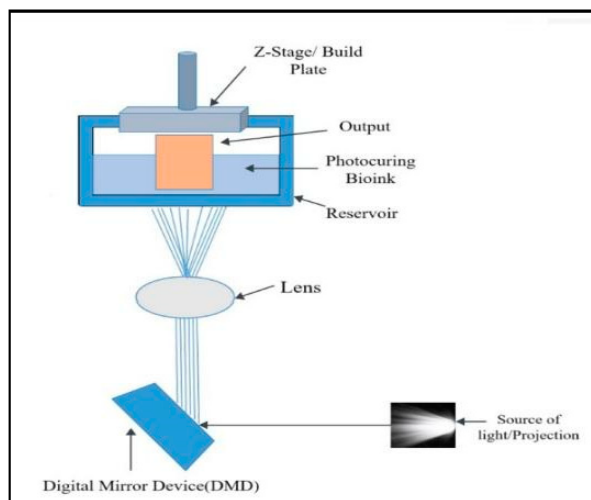 Z-Stage/ Build
Plate
Output
Photocuring
Bioink
Reservoir
Lens
Source of
light/Projection
Digital Mirror Device(DMD)